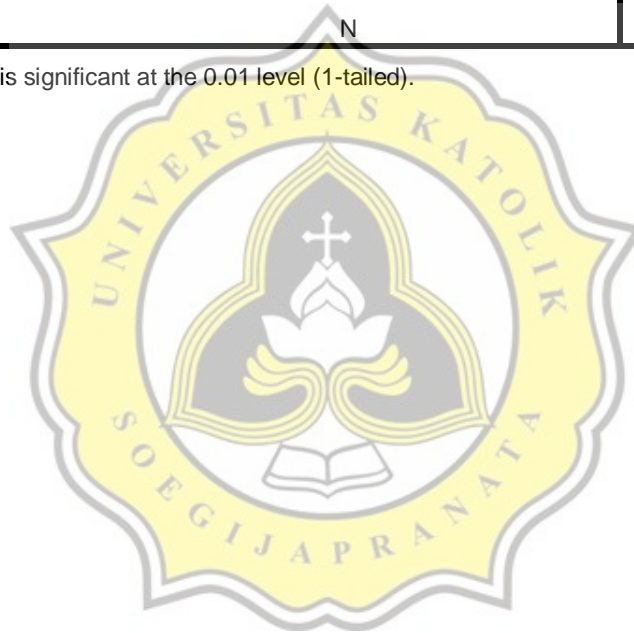 N
is significant at the 0.01 level (1-tailed).
UNIVERSITAS KATOLIK
SOEGIJAPRANATA